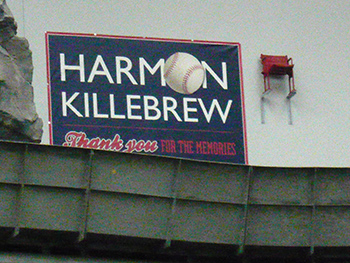 HARMON
KILLEBREW
Thank you FOR THE MEMORIES